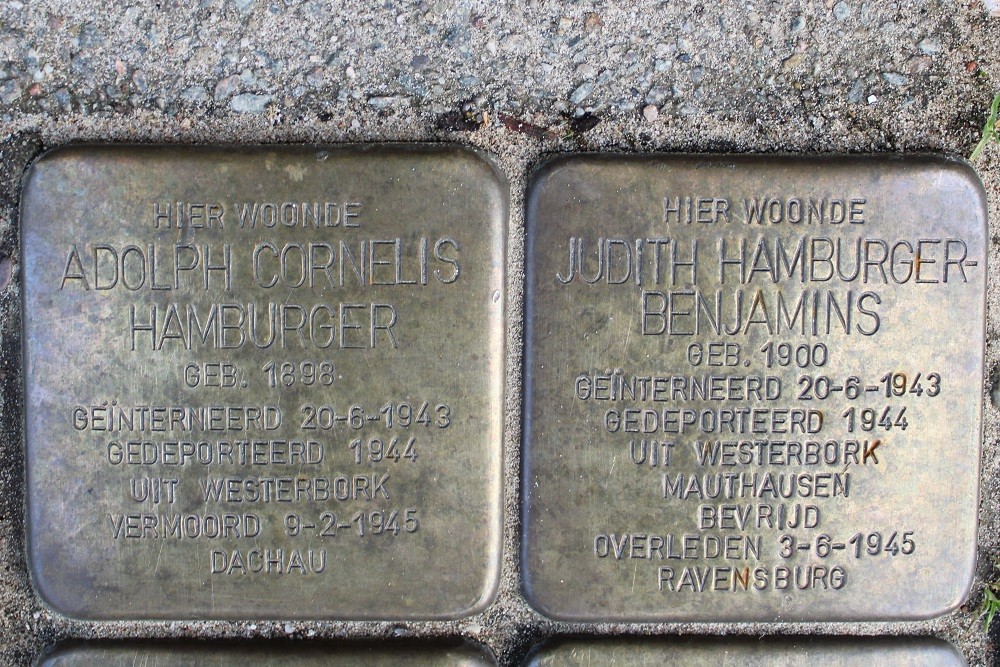 HIER WOONDE
ADOLPH CORNELIS
HAMBURGER
GEB. 1898
GEÏNTERNEERD 20-6-1943
GEDEPORTEERD 1944
UIT WESTERBORK
VERMOORD 9-2-1945
DACHAU
HIER WOONDE
JUDITH HAMBURGER-
BENJAMINS
GEB. 1900
GEÏNTERNEERD 20-6-1943
GEDEPORTEERD 1944
UIT WESTERBORK
MAUTHAUSEN
BEVRIJD
OVERLEDEN 3-6-1945
RAVENSBURG